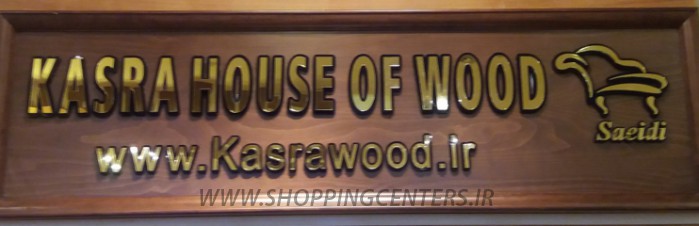 KASRA HOUSE OF WOOD
Saeidi
www.Kasrawood.ir
WWW.SHOPPINGCENTERS.IR